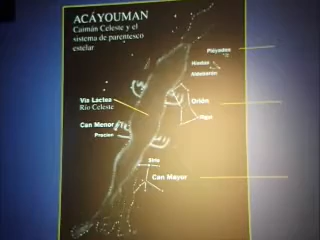 ACÁYOUMAN
Caimán Celeste y el
sistema de parentesco
estelar
Pléyades
Híadas
Aldebarán
Vía Láctea
Río Celeste
Orión
Rigel
Can Menor
Procion
Sirio
Can Mayor